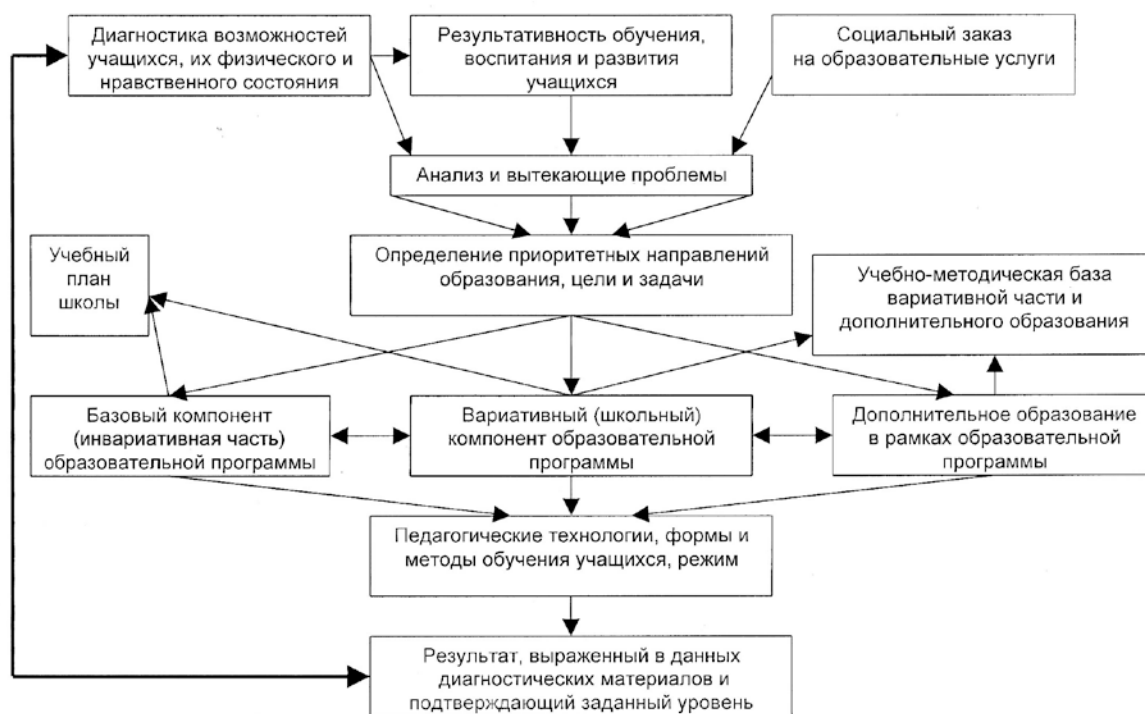 Диагностика возможностей
учащихся, их физического и
нравственного состояния
Результативность обучения,
воспитания и развития
учащихся
Социальный заказ
на образовательные услуги
Анализ и вытекающие проблемы
Учебный
план
школы
Определение приоритетных направлений
образования, цели и задачи
Учебно-методическая база
вариативной части и
дополнительного образования
Базовый компонент
(инвариативная часть)
образовательной программы
Вариативный (школьный)
компонент образовательной
программы
Дополнительное образование
в рамках образовательной
программы
Педагогические технологии, формы и
методы обучения учащихся, режим
Результат, выраженный в данных
диагностических материалов и
подтверждающий заданный уровень